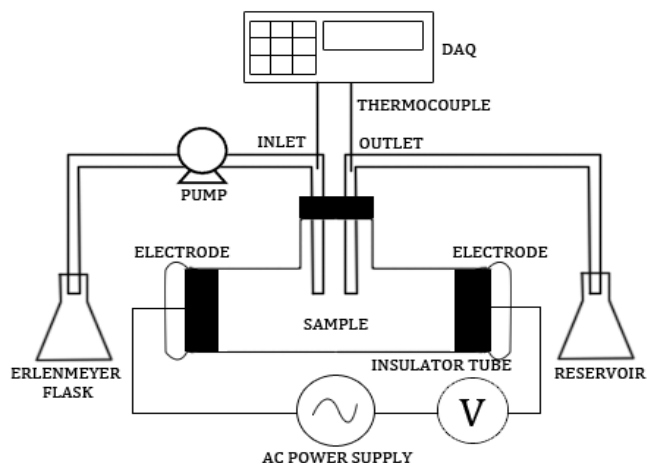 DAQ
THERMOCOUPLE
INLET
OUTLET
PUMP
ELECTRODE
ELECTRODE
SAMPLE
ERLENMEYER
FLASK
INSULATOR TUBE
RESERVOIR
V
AC POWER SUPPLY